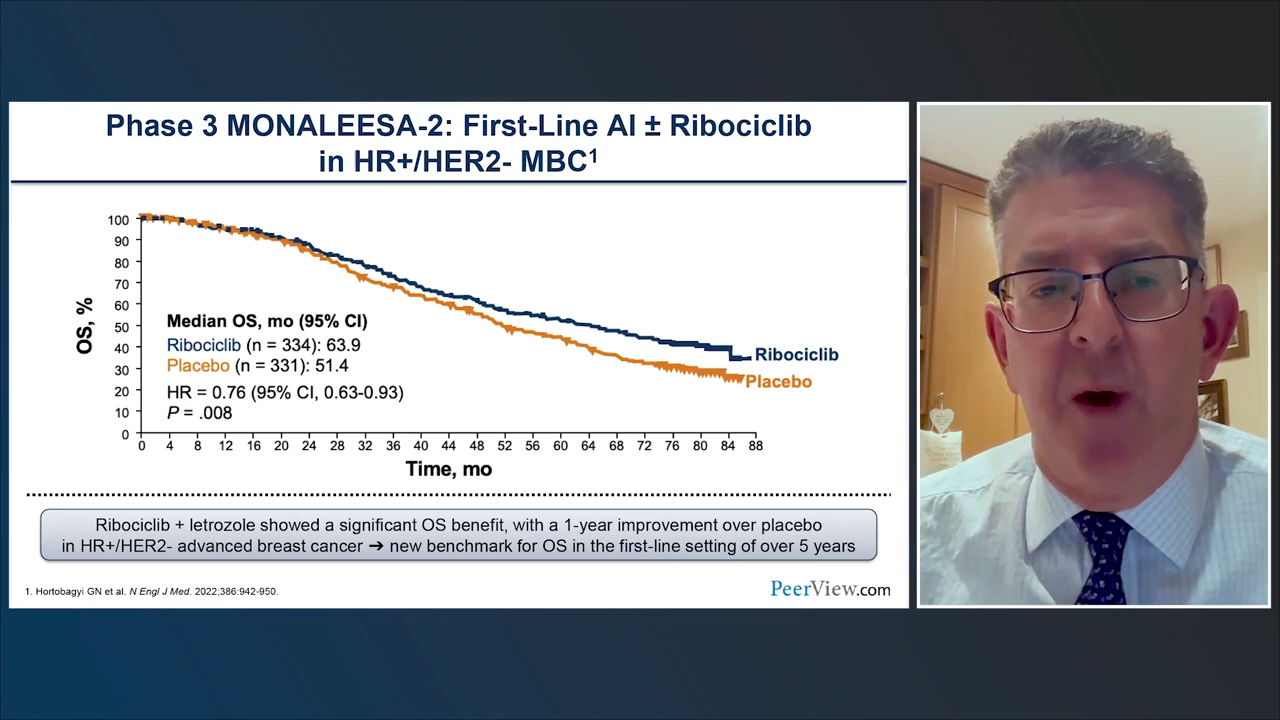 Phase 3 MONALEESA-2: First-Line AI ± Ribociclib
in HR+/HER2- MBC1
100
90
80
70
60
50
40
30
20
10
0
OS, %
Median OS, mo (95% CI)
Ribociclib (n = 334): 63.9
Placebo (n = 331): 51.4
HR = 0.76 (95% CI, 0.63-0.93)
P = .008
Ribociclib
Placebo
0 4 8 12 16 20 24 28 32 36 40 44 48 52 56 60 64 68 72 76 80 84 88
Time, mo
Ribociclib + letrozole showed a significant OS benefit, with a 1-year improvement over placebo
in HR+/HER2- advanced breast cancer ➔ new benchmark for OS in the first-line setting of over 5 years
1. Hortobagyi GN et al. N Engl J Med. 2022;386:942-950.
PeerView.com